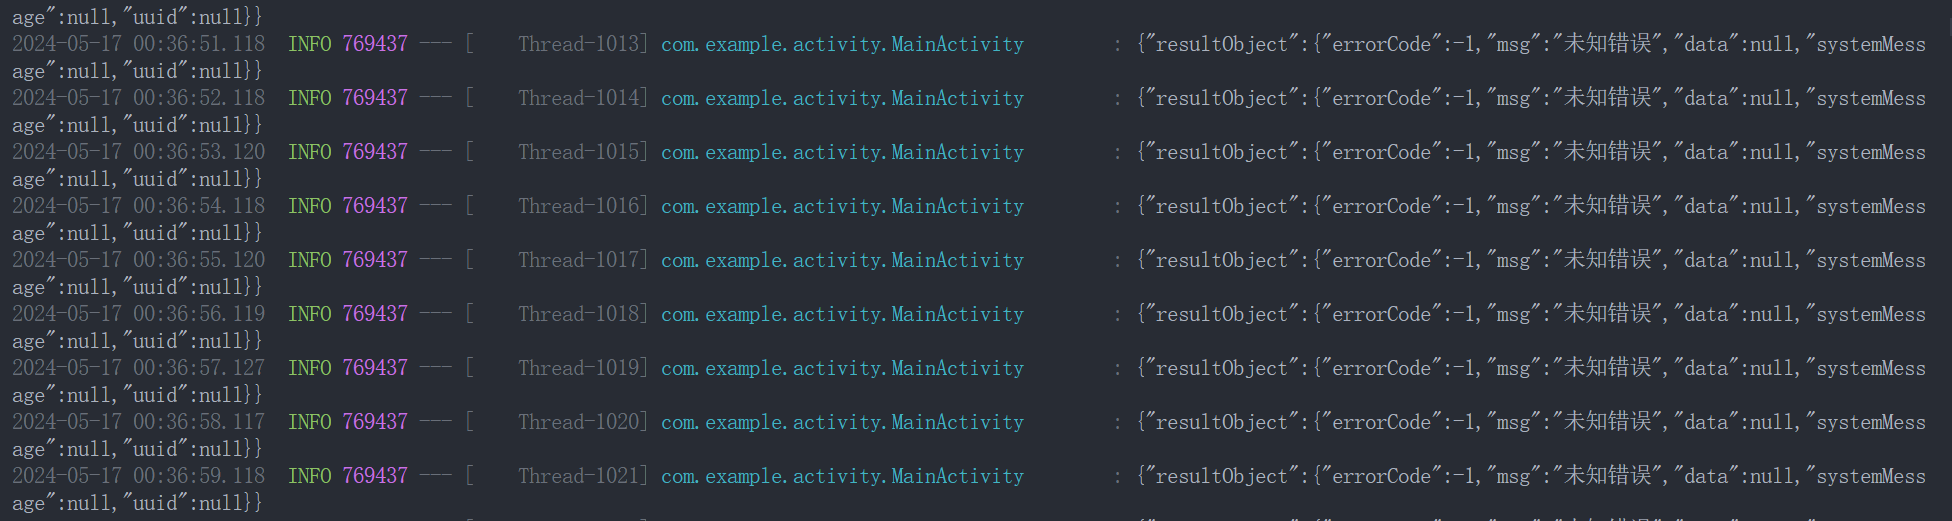 age":null,"uuid":null}}
2024-05-17 00:36:51.118  INFO 769437 --- [    Thread-1013] com.example.activity.MainActivity        : {"resultObject":{"errorCode":-1,"msg":"未知错误","data":null,"systemMess
age":null,"uuid":null}}
2024-05-17 00:36:52.118  INFO 769437 --- [    Thread-1014] com.example.activity.MainActivity        : {"resultObject":{"errorCode":-1,"msg":"未知错误","data":null,"systemMess
age":null,"uuid":null}}
2024-05-17 00:36:53.120  INFO 769437 --- [    Thread-1015] com.example.activity.MainActivity        : {"resultObject":{"errorCode":-1,"msg":"未知错误","data":null,"systemMess
age":null,"uuid":null}}
2024-05-17 00:36:54.118  INFO 769437 --- [    Thread-1016] com.example.activity.MainActivity        : {"resultObject":{"errorCode":-1,"msg":"未知错误","data":null,"systemMess
age":null,"uuid":null}}
2024-05-17 00:36:55.120  INFO 769437 --- [    Thread-1017] com.example.activity.MainActivity        : {"resultObject":{"errorCode":-1,"msg":"未知错误","data":null,"systemMess
age":null,"uuid":null}}
2024-05-17 00:36:56.119  INFO 769437 --- [    Thread-1018] com.example.activity.MainActivity        : {"resultObject":{"errorCode":-1,"msg":"未知错误","data":null,"systemMess
age":null,"uuid":null}}
2024-05-17 00:36:57.127  INFO 769437 --- [    Thread-1019] com.example.activity.MainActivity        : {"resultObject":{"errorCode":-1,"msg":"未知错误","data":null,"systemMess
age":null,"uuid":null}}
2024-05-17 00:36:58.117  INFO 769437 --- [    Thread-1020] com.example.activity.MainActivity        : {"resultObject":{"errorCode":-1,"msg":"未知错误","data":null,"systemMess
age":null,"uuid":null}}
2024-05-17 00:36:59.118  INFO 769437 --- [    Thread-1021] com.example.activity.MainActivity        : {"resultObject":{"errorCode":-1,"msg":"未知错误","data":null,"systemMess
age":null,"uuid":null}}